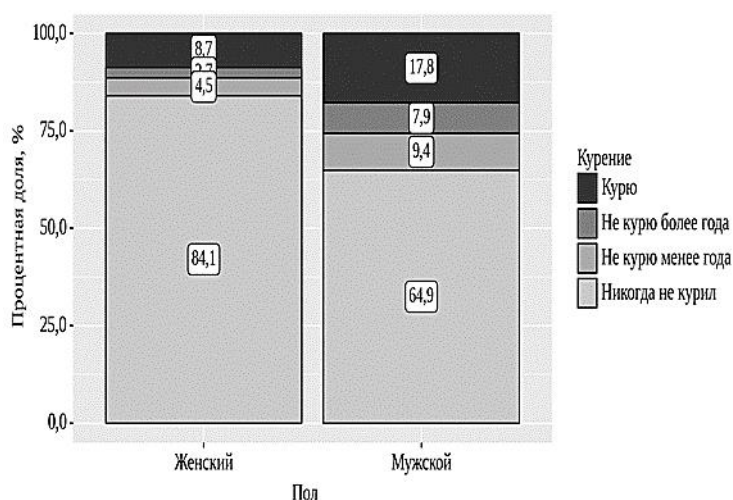 Процентная доля, %
100,0
75,0
50,0
25,0
0,0
8,7
4,5
84,1
17,8
7,9
9,4
64,9
Женский
Мужской
Пол
Курение
Курю
Не курю более года
Не курю менее года
Никогда не курил